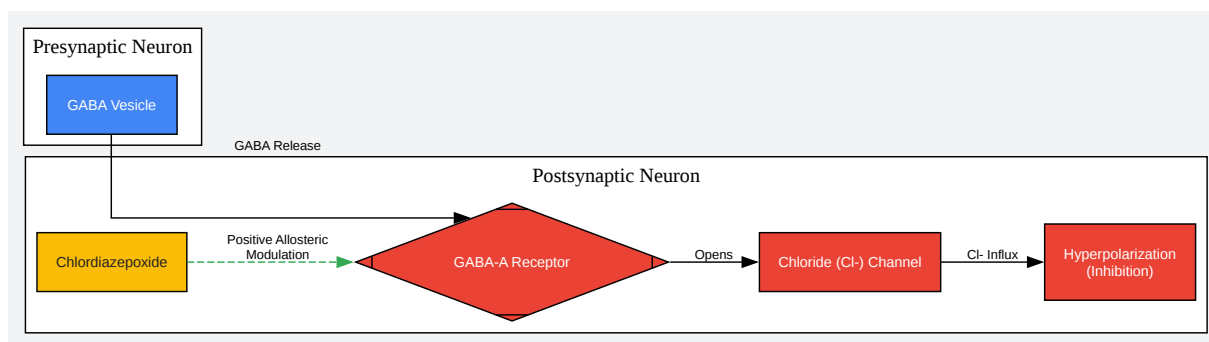 Presynaptic Neuron
GABA Vesicle
GABA Release
Postsynaptic Neuron
Chlordiazepoxide
Positive Allosteric
Modulation
GABA-A Receptor
Opens
Chloride (Cl-) Channel
Cl- Influx
Hyperpolarization
(Inhibition)